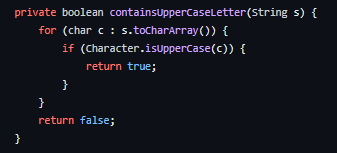 private boolean containsUpperCaseLetter(String s) {
    for (char c : s.toCharArray()) {
        if (Character.isUpperCase(c)) {
            return true;
        }
    }
    return false;
}